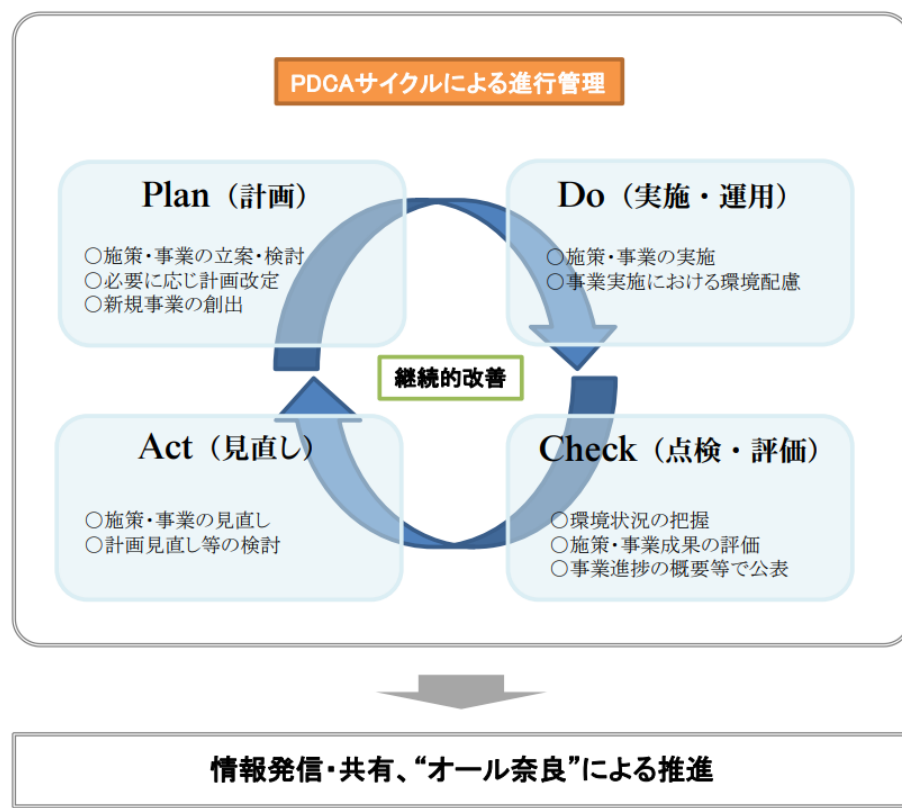 PDCAサイクルによる進行管理
Plan（計画）
○施策・事業の立案・検討
○必要に応じ計画改定
○新規事業の創出
Do（実施・運用）
○施策・事業の実施
○事業実施における環境配慮
継続的改善
Act（見直し）
○施策・事業の見直し
○計画見直し等の検討
Check（点検・評価）
○環境状況の把握
○施策・事業成果の評価
○事業進捗の概要等で公表
情報発信・共有、“オール奈良”による推進